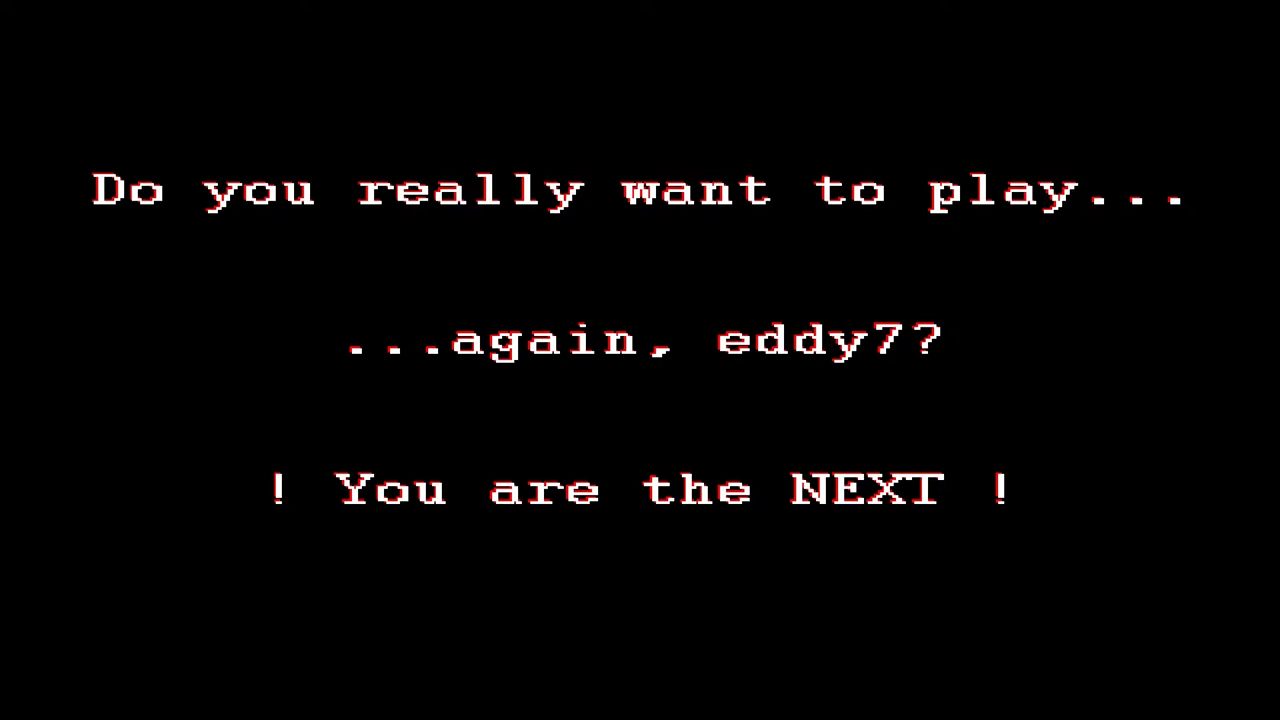 Do you really want to play...
...again, eddy7?
! You are the NEXT !